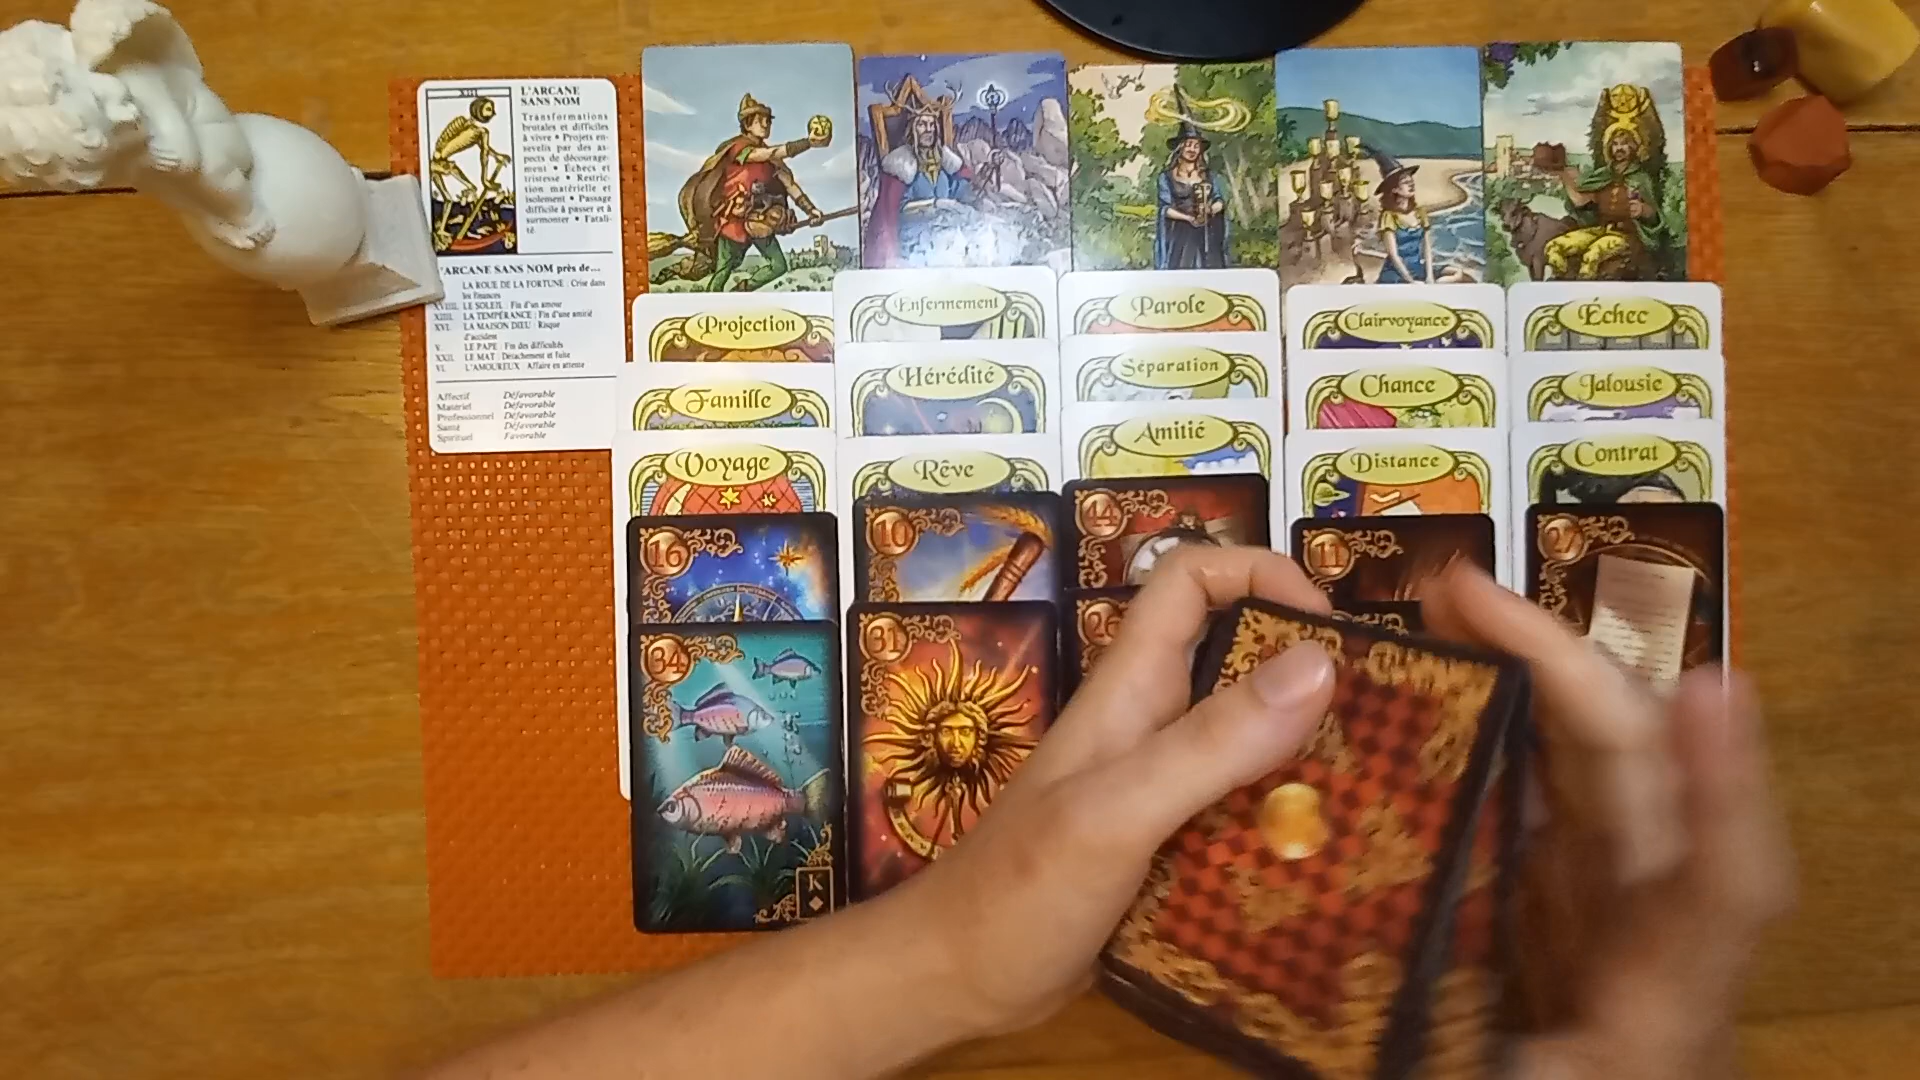 XIII
L'ARCANE
SANS NOM
Transformations
brutales et difficiles
à vivre • Projets en-
sevelis par des as-
pects de décourage-
ment • Échecs et
tristesse • Restric-
tion matérielle et
isolement • Passage
difficile à passer et à
surmonter • Fatali-
té.
L'ARCANE SANS NOM près de...
LA ROUE DE LA FORTUNE : Crise dans
les finances
XVIIII. LE SOLEIL : Fin d'un amour
XIIII. LA TEMPÉRANCE : Fin d'une amitié
XVI. LA MAISON DIEU : Risque
d'accident
V. LE PAPE : Fin des difficultés
XXII. LE MAT : Détachement et fuite
VI. L'AMOUREUX : Affaire en attente
Affectif Défavorable
Matériel Défavorable
Professionnel Défavorable
Santé Défavorable
Spirituel Favorable
Projection
Enfermement
Parole
Clairvoyance
Échec
Famille
Hérédité
Séparation
Chance
Jalousie
Voyage
Rêve
Amitié
Distance
Contrat
16
10
44
11
27
34
31
26
K